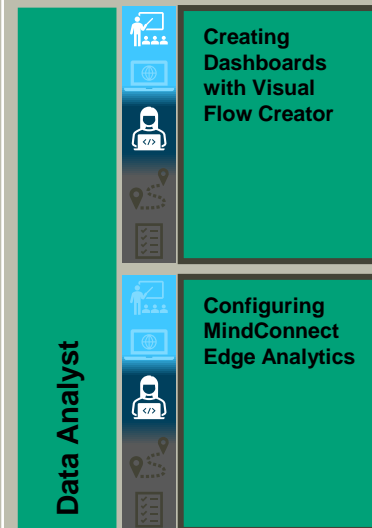 Creating
Dashboards
with Visual
Flow Creator
Configuring
MindConnect
Edge Analytics
Data Analyst